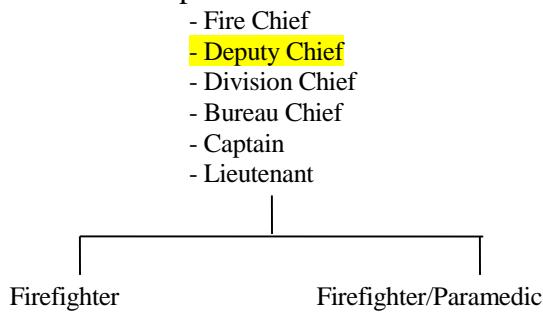 - Fire Chief
- Deputy Chief
- Division Chief
- Bureau Chief
- Captain
- Lieutenant
Firefighter Firefighter/Paramedic